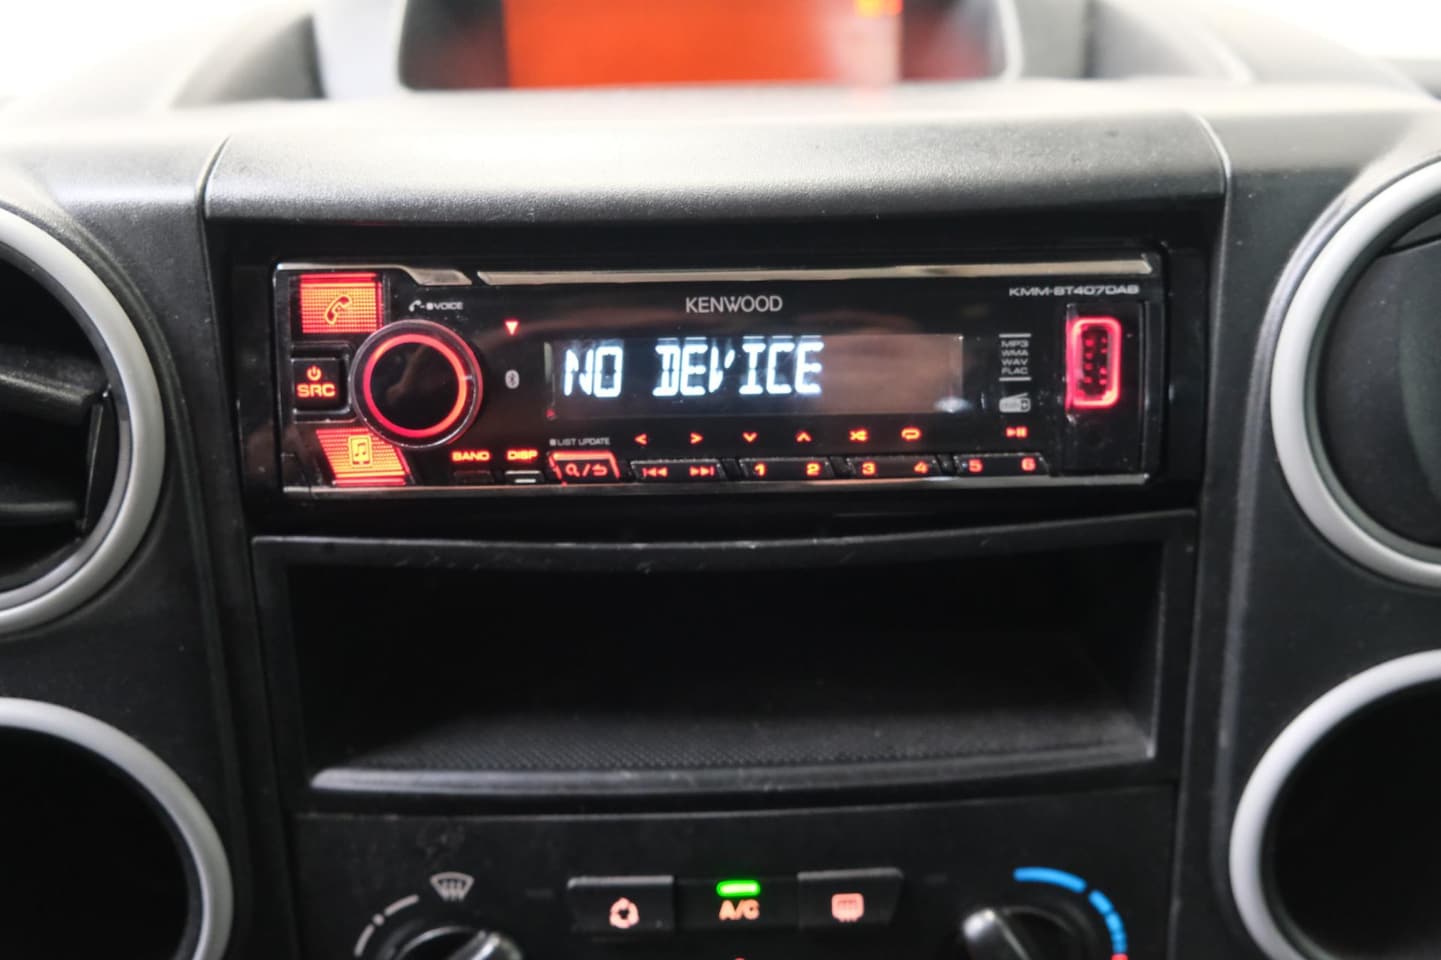 VOICE
KENWOOD
KMM-BT407DAB
NO DEVICE
MP3
WMA
WAV
FLAC
SRC
LIST UPDATE
BAND
DISP
1
2
3
4
5
6
A/C